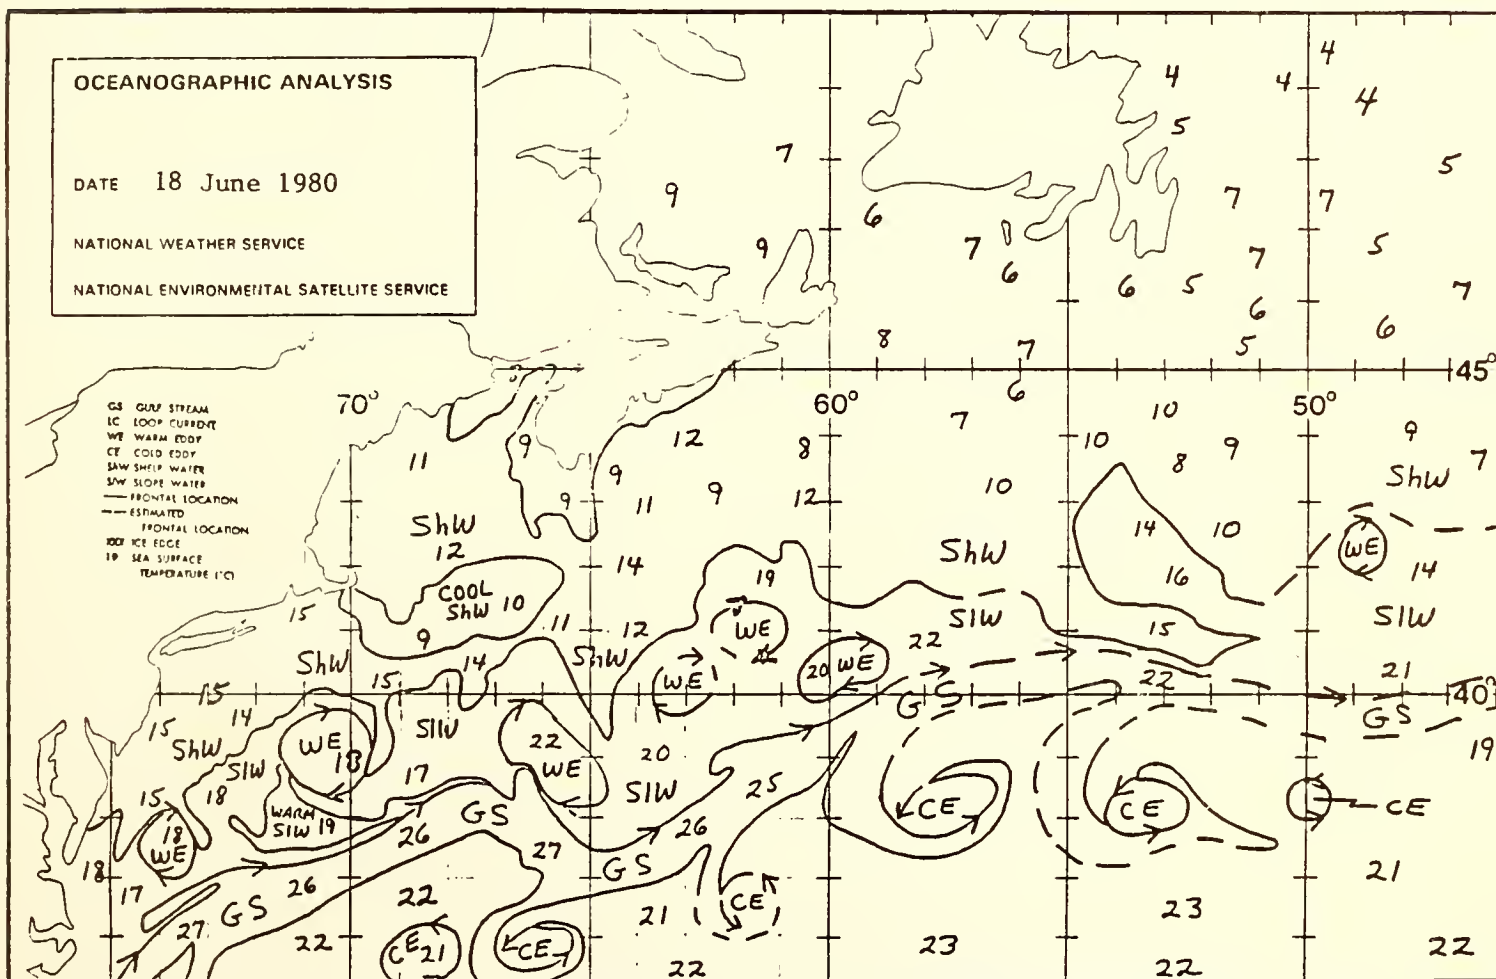 OCEANOGRAPHIC ANALYSIS
DATE 18 June 1980
NATIONAL WEATHER SERVICE
NATIONAL ENVIRONMENTAL SATELLITE SERVICE
4
4 4 4
5
7 5
9 7 7
6
9 7 7 5
6 6 5 7
6 6
8 7 5
45°
GS GULF STREAM
LC LOOP CURRENT
WE WARM EDDY
CE COLD EDDY
ShW SHELF WATER
SlW SLOPE WATER
FRONTAL LOCATION
ESTIMATED
FRONTAL LOCATION
ICE EDGE
19 SEA SURFACE
TEMPERATURE (°C)
70° 60° 50°
6
7 10
12 10 9 9
11 9 8 8 7
9 9 10 ShW
9 11 12
ShW 14 10
12 ShW WE
14 19 16 14
COOL
ShW 10
15 11 12 WE SlW 15 SlW
9 22
ShW 14 ShW 20 WE
15 15 WE 22 21
40°
GS GS
14
15 ShW SlW 22 20 19
WE
18 17 WE SlW 25
SlW
18 CE CE CE
15 WARM
SlW 19 GS 26
18 26
WE 27 GS
18 17 26 22 21
CE
GS 21 23
27 22 CE 21 CE 23 22
22 22